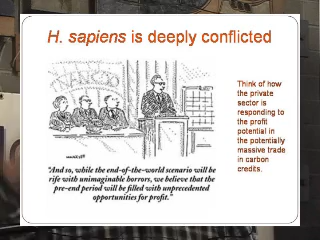 H. sapiens is deeply conflicted
Think of how
the private
sector is
responding to
the profit
potential in
the potentially
massive trade
in carbon
credits.
"And so, while the end-of-the-world scenario will be
rife with unimaginable horrors, we believe that the
pre-end period will be filled with unprecedented
opportunities for profit."